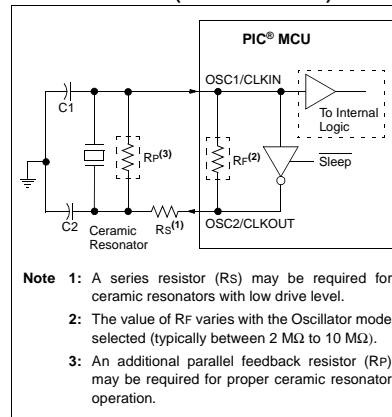 PIC® MCU
OSC1/CLKIN
C1
To Internal
Logic
RP(3)
RF(2)
Sleep
C2
Ceramic
Resonator
RS(1)
OSC2/CLKOUT
Note 1: A series resistor (RS) may be required for
ceramic resonators with low drive level.
2: The value of RF varies with the Oscillator mode
selected (typically between 2 MΩ to 10 MΩ).
3: An additional parallel feedback resistor (RP)
may be required for proper ceramic resonator
operation.